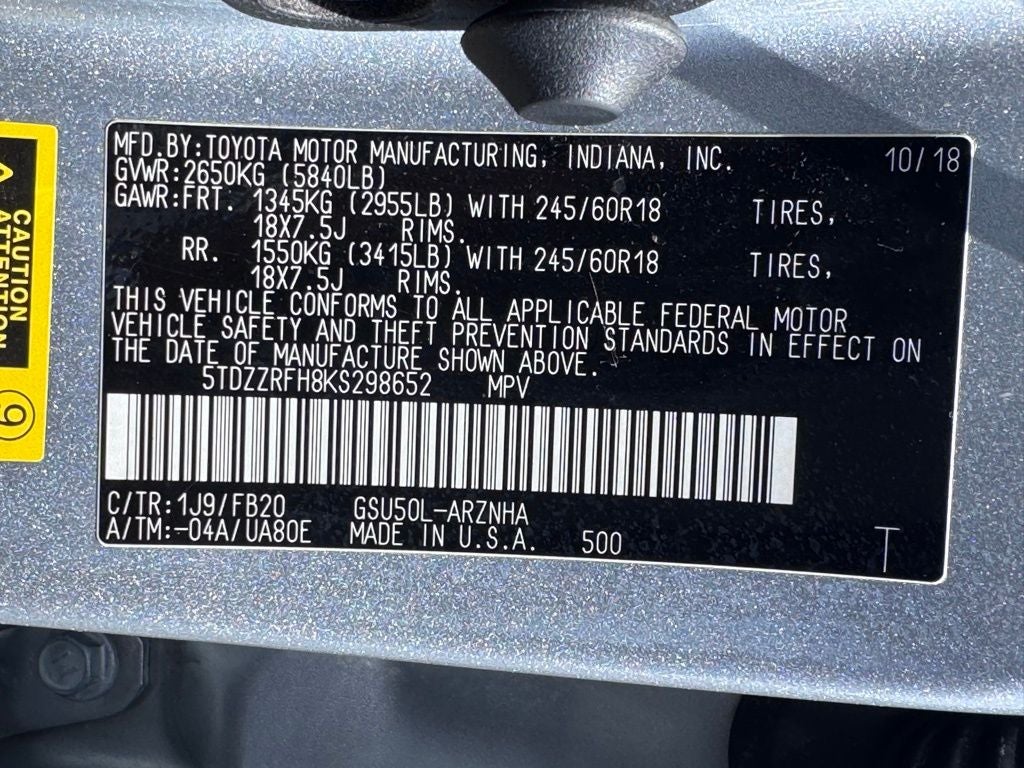 MFD.BY:TOYOTA MOTOR MANUFACTURING, INDIANA, INC. 10/18
GVWR:2650KG (5840LB)
GAWR:FRT. 1345KG (2955LB) WITH 245/60R18 TIRES,
18X7.5J RIMS.
RR. 1550KG (3415LB) WITH 245/60R18 TIRES,
18X7.5J RIMS.
THIS VEHICLE CONFORMS TO ALL APPLICABLE FEDERAL MOTOR
VEHICLE SAFETY AND THEFT PREVENTION STANDARDS IN EFFECT ON
THE DATE OF MANUFACTURE SHOWN ABOVE.
5TDZZRFH8KS298652 MPV
C/TR:1J9/FB20 GSU50L-ARZNHA
A/TM:-04A/UA80E MADE IN U.S.A. 500 T
CAUTION
ATTENTION
9